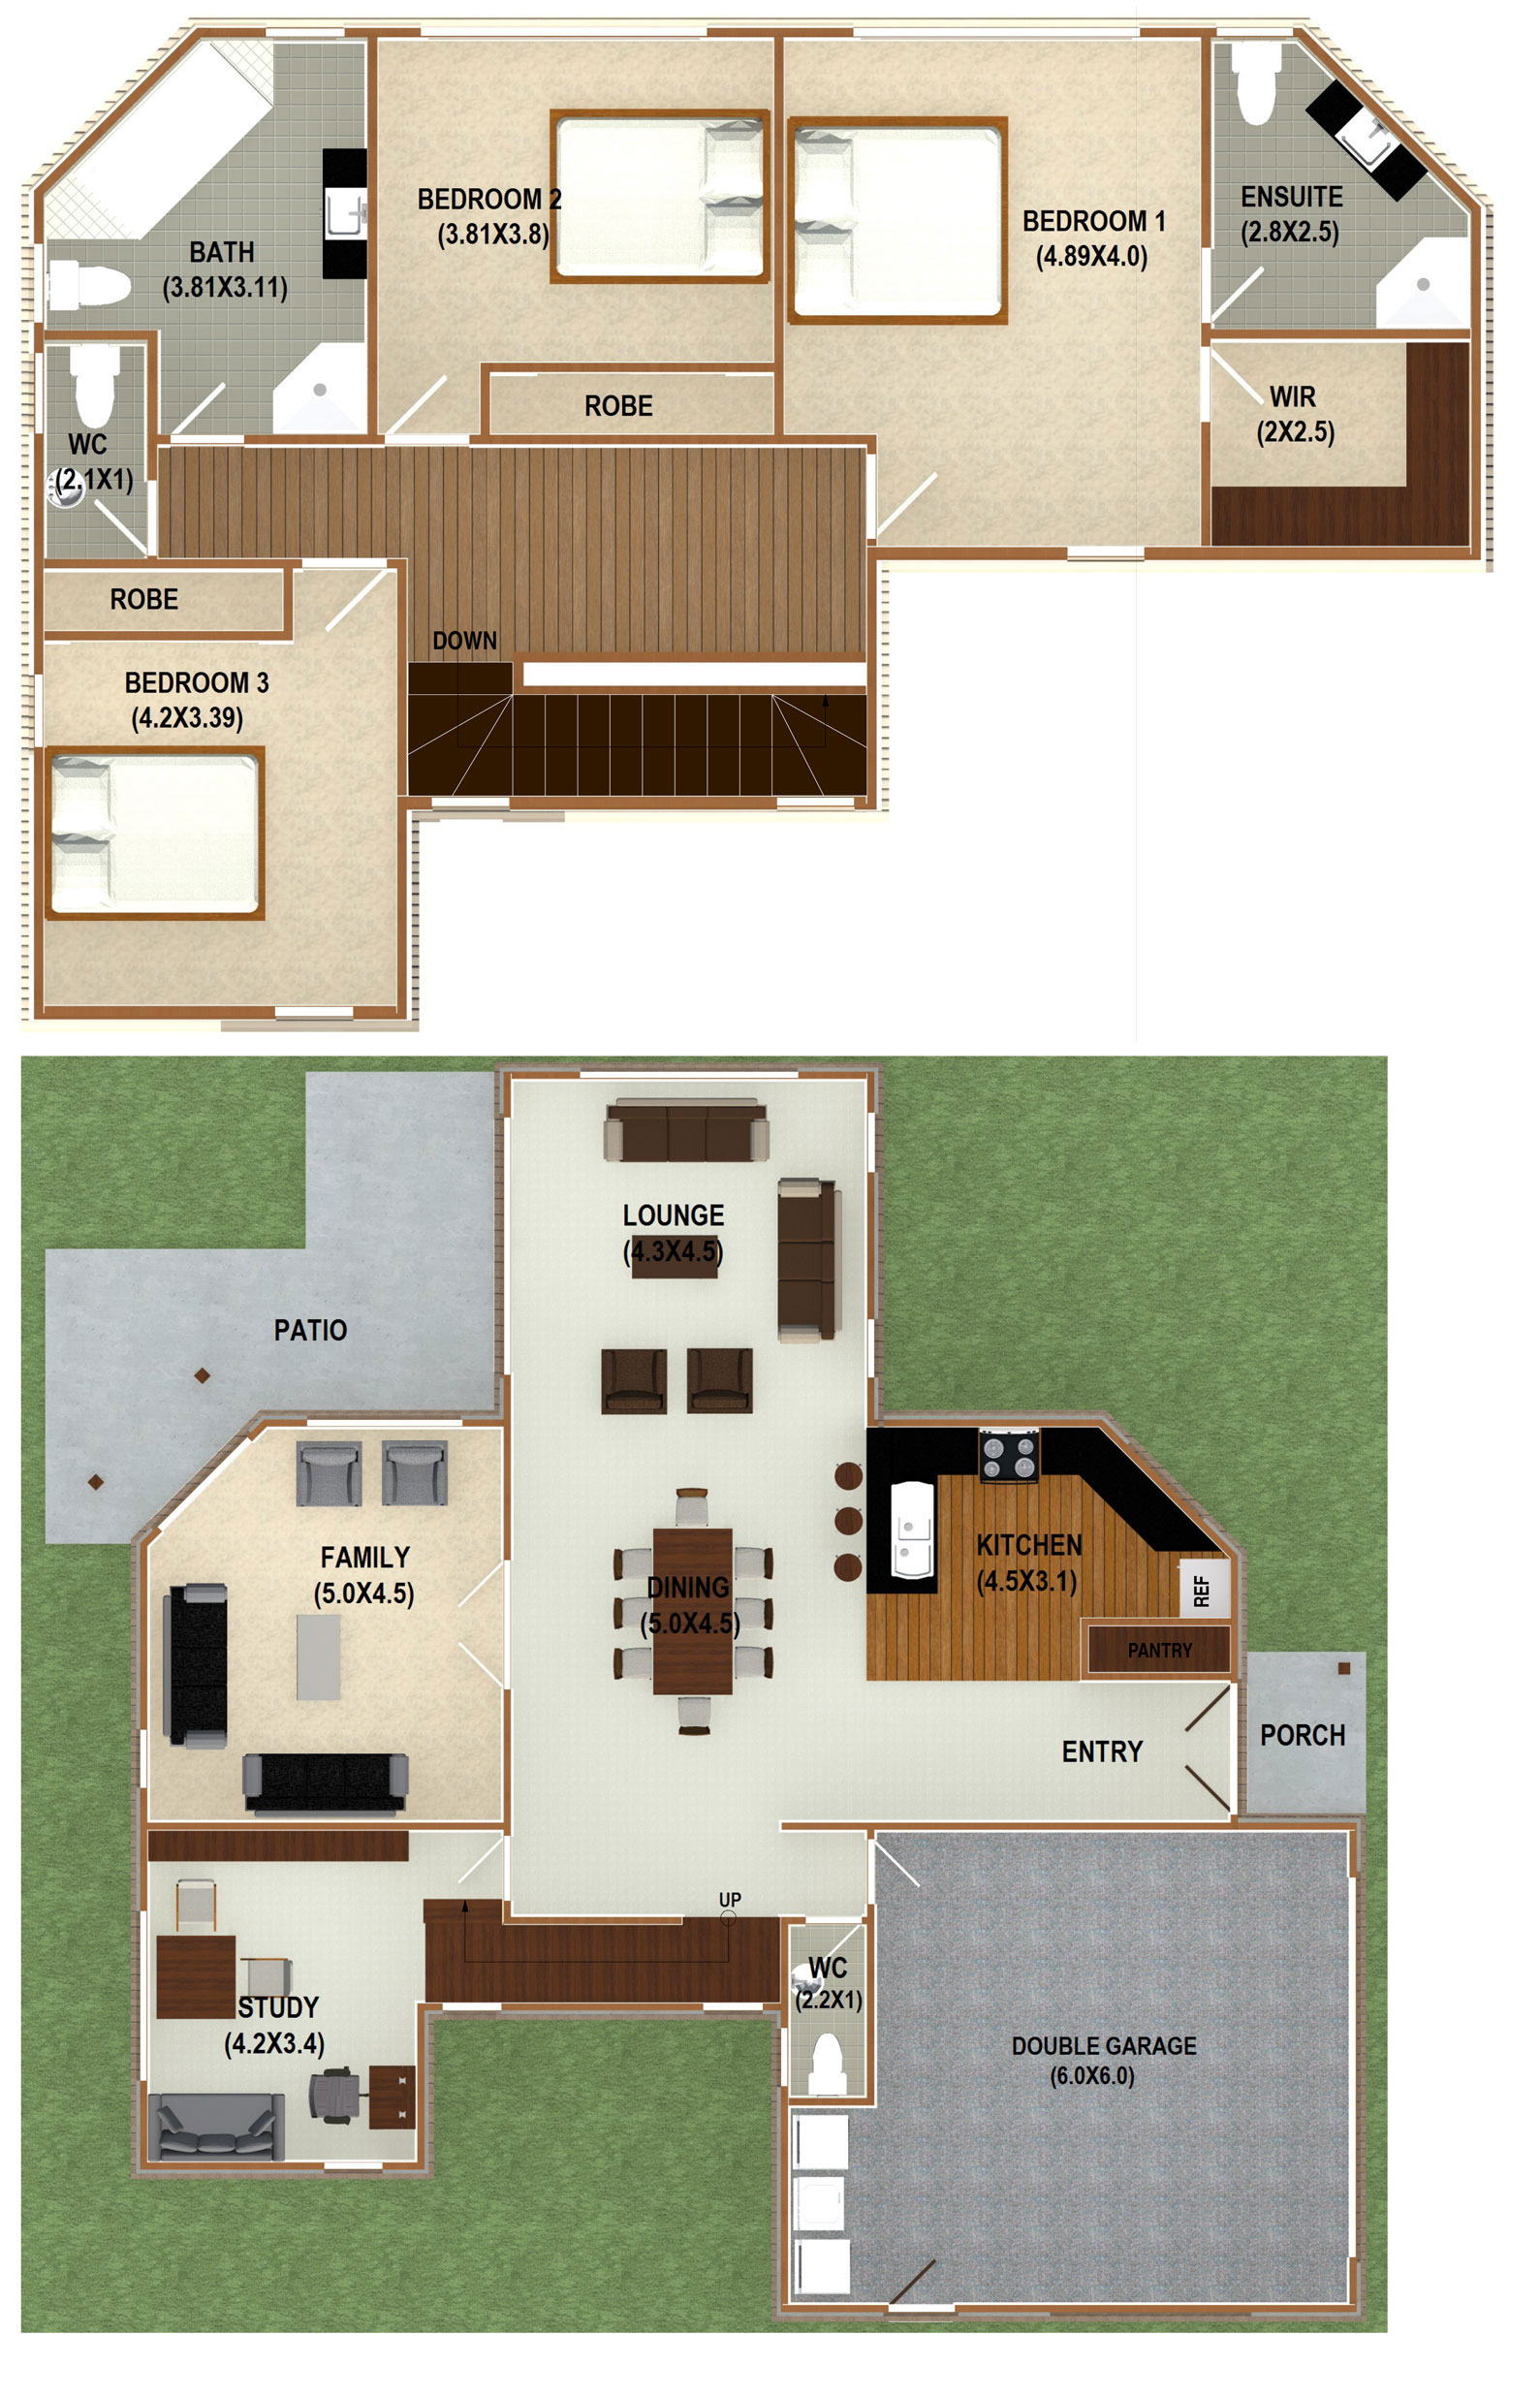 BEDROOM 2
(3.81X3.8)
BEDROOM 1
(4.89X4.0)
ENSUITE
(2.8X2.5)
BATH
(3.81X3.11)
ROBE
WIR
(2X2.5)
WC
(2.1X1)
ROBE
DOWN
BEDROOM 3
(4.2X3.39)
LOUNGE
(4.3X4.5)
PATIO
FAMILY
(5.0X4.5)
DINING
(5.0X4.5)
KITCHEN
(4.5X3.1)
REF
PANTRY
ENTRY
PORCH
UP
WC
(2.2X1)
STUDY
(4.2X3.4)
DOUBLE GARAGE
(6.0X6.0)